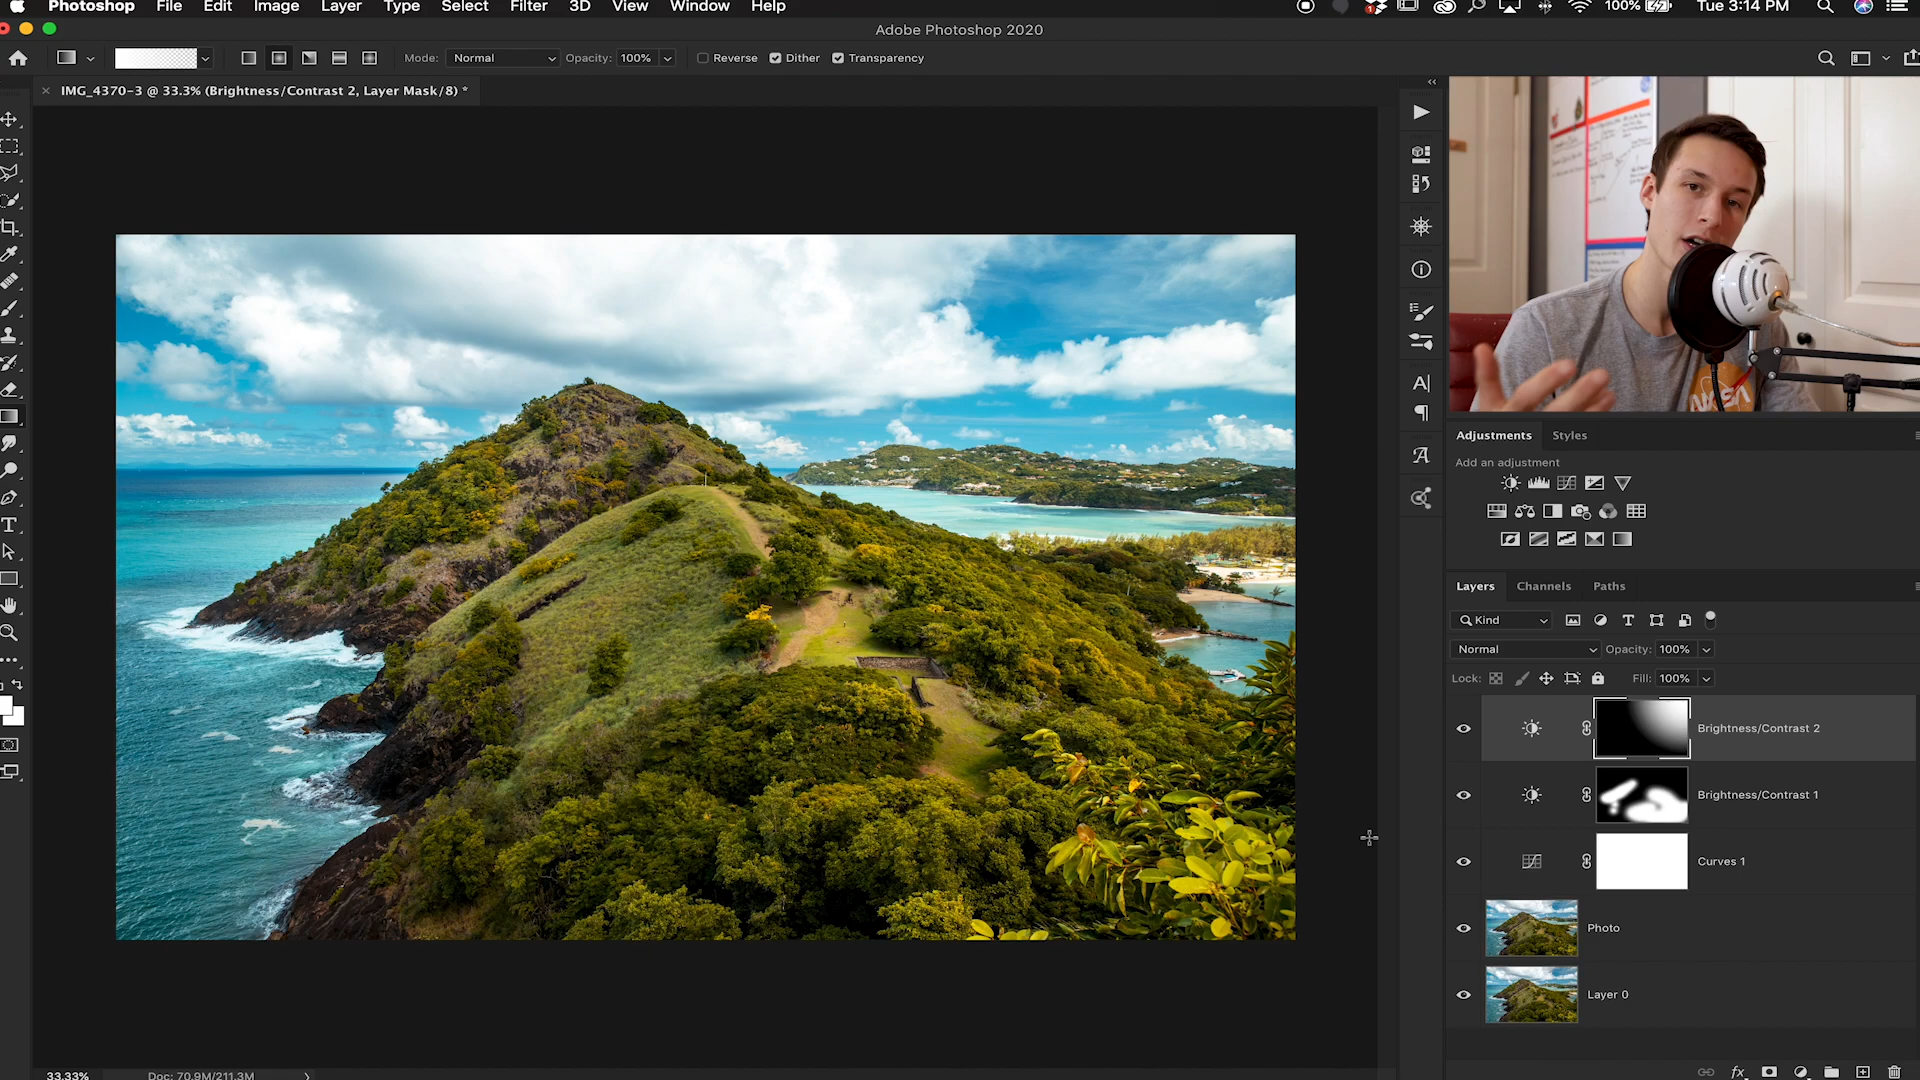 Photoshop File Edit Image Layer Type Select Filter 3D View Window Help 100% Tue 3:14 PM
Adobe Photoshop 2020
Mode: Normal Opacity: 100% Reverse Dither Transparency
IMG_4370-3 @ 33.3% (Brightness/Contrast 2, Layer Mask/8) *
NASA
Adjustments Styles
Add an adjustment
Layers Channels Paths
Kind
Normal Opacity: 100%
Lock: Fill: 100%
Brightness/Contrast 2
Brightness/Contrast 1
Curves 1
Photo
Layer 0
33.33% Doc: 70.9M/211.3M
fx